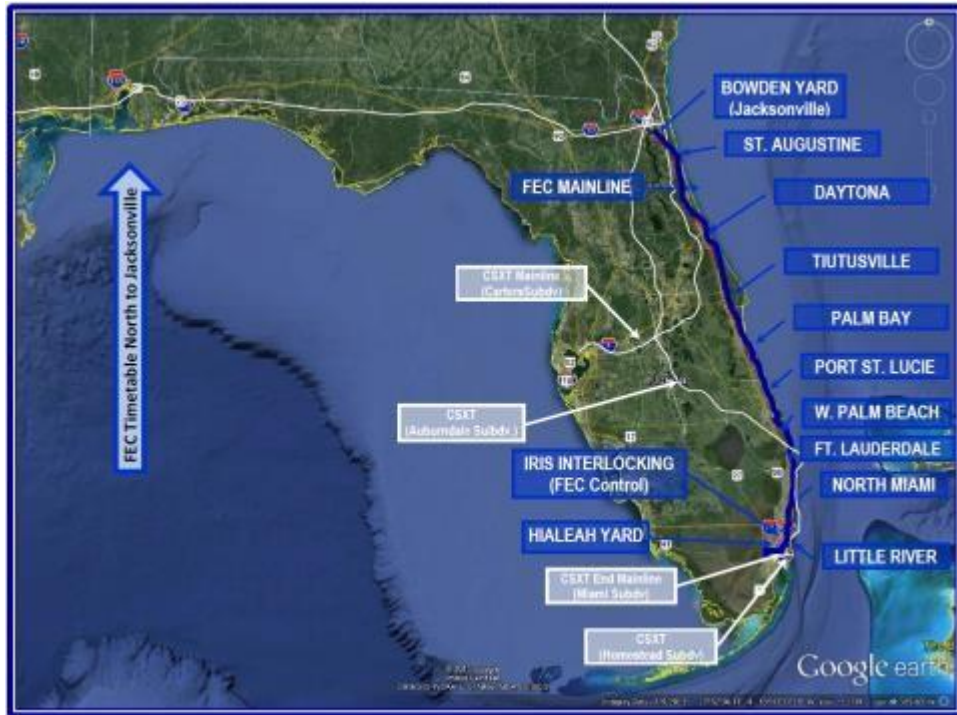 BOWDEN YARD
(Jacksonville)
ST. AUGUSTINE
FEC MAINLINE
DAYTONA
TIUTUSVILLE
CSXT Mainline
PALM BAY
PORT ST. LUCIE
W. PALM BEACH
CSXT
(Auburndale Subdv.)
FT. LAUDERDALE
IRIS INTERLOCKING
(FEC Control)
NORTH MIAMI
HIALEAH YARD
LITTLE RIVER
CSXT End Mainline
(Miami Subdv)
CSXT
(Homestead Subdv)
FEC Timetable North to Jacksonville
Google earth